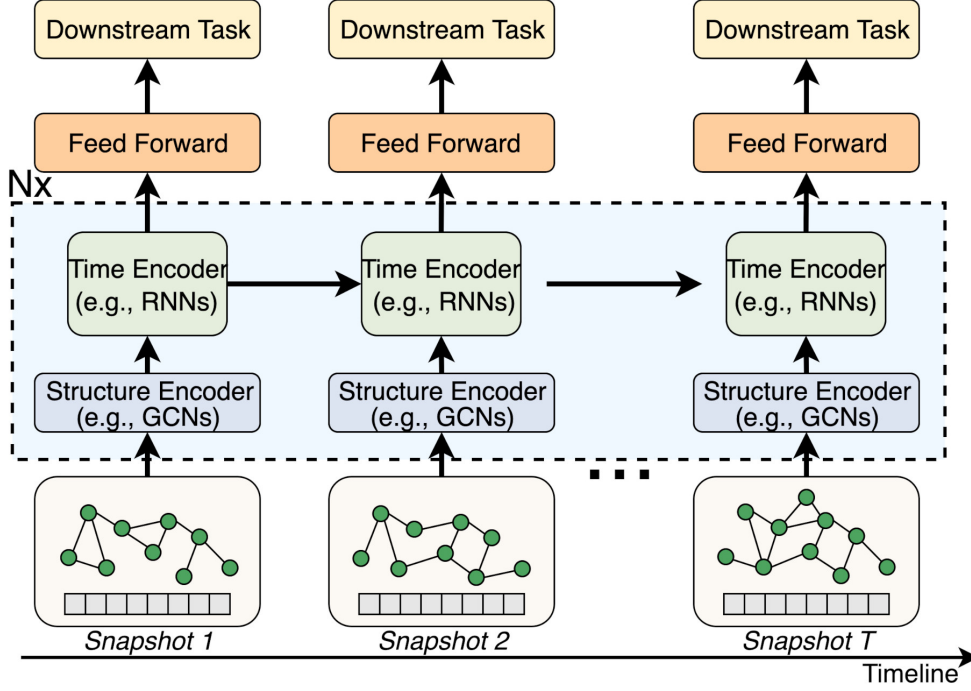 Downstream Task
Downstream Task
Downstream Task
Feed Forward
Feed Forward
Feed Forward
Nx
Time Encoder
(e.g., RNNs)
Time Encoder
(e.g., RNNs)
Time Encoder
(e.g., RNNs)
Structure Encoder
(e.g., GCNs)
Structure Encoder
(e.g., GCNs)
Structure Encoder
(e.g., GCNs)
...
Snapshot 1
Snapshot 2
Snapshot T
Timeline